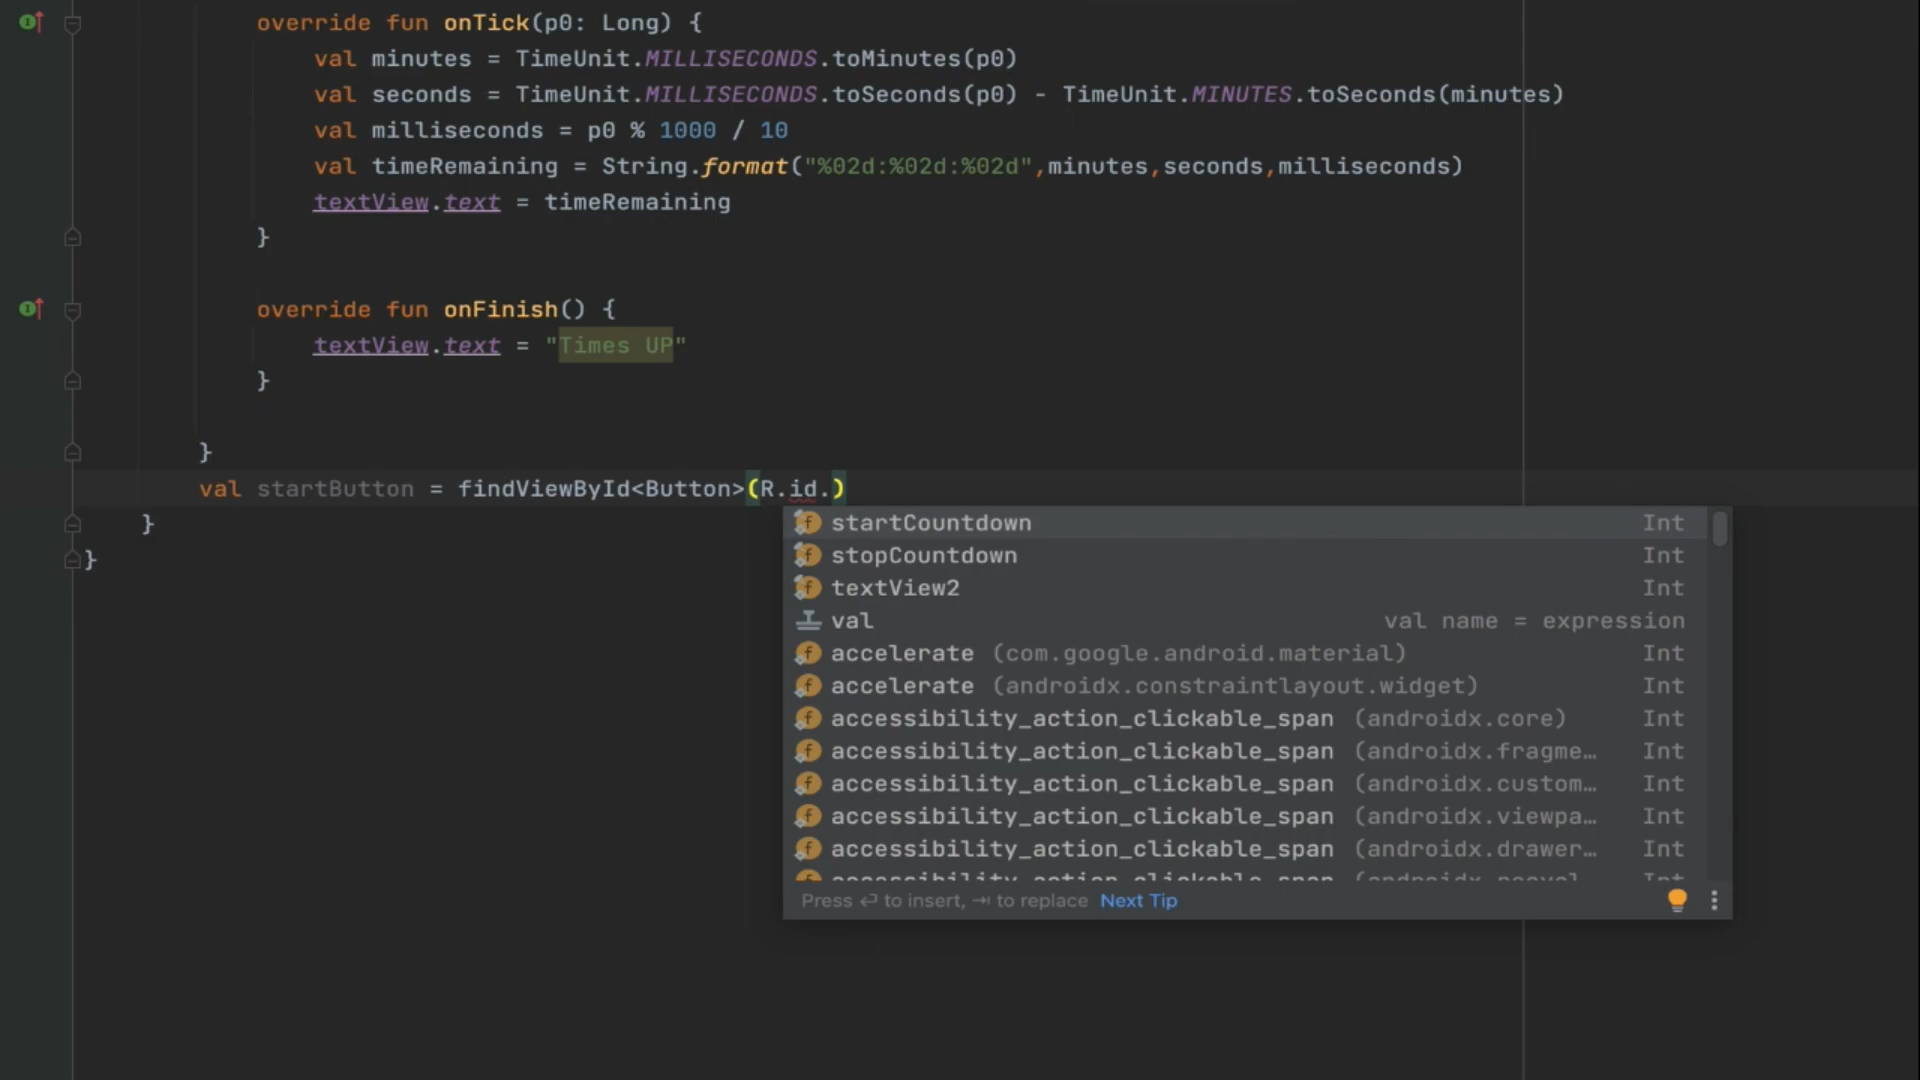 override fun onTick(p0: Long) {
val minutes = TimeUnit.MILLISECONDS.toMinutes(p0)
val seconds = TimeUnit.MILLISECONDS.toSeconds(p0) - TimeUnit.MINUTES.toSeconds(minutes)
val milliseconds = p0 % 1000 / 10
val timeRemaining = String.format("%02d:%02d:%02d",minutes,seconds,milliseconds)
textView.text = timeRemaining
}
override fun onFinish() {
textView.text = "Times UP"
}
}
val startButton = findViewById<Button>(R.id.)
}
}
startCountdown Int
stopCountdown Int
textView2 Int
val val name = expression
accelerate (com.google.android.material) Int
accelerate (androidx.constraintlayout.widget) Int
accessibility_action_clickable_span (androidx.core) Int
accessibility_action_clickable_span (androidx.fragme… Int
accessibility_action_clickable_span (androidx.custom… Int
accessibility_action_clickable_span (androidx.viewpa… Int
accessibility_action_clickable_span (androidx.drawer… Int
Press ↩ to insert, ⇥ to replace Next Tip